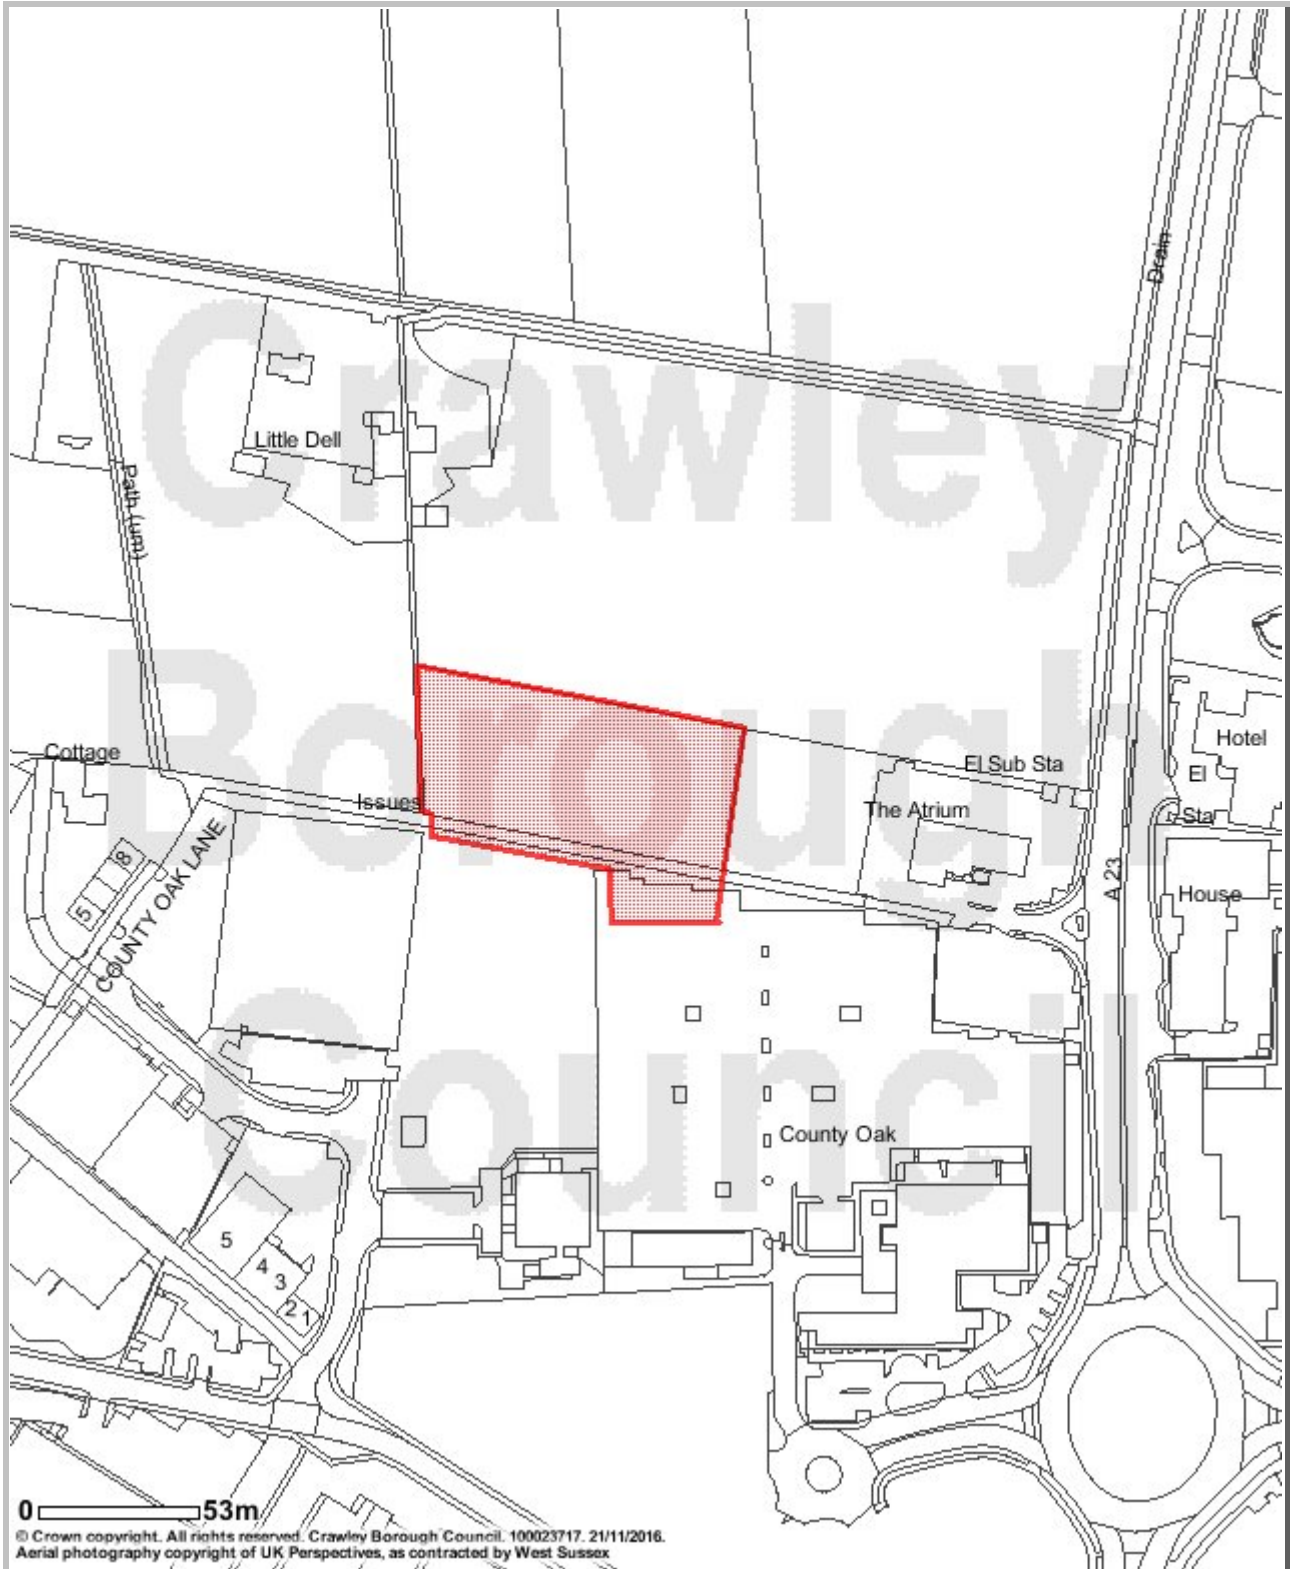 Crawley
Borough
Council
Drain
Little Dell
Path (um)
Cottage
Issues
El Sub Sta
Hotel
El
Sta
The Atrium
A 23
House
8
5
COUNTY OAK LANE
County Oak
5
4
3
2
1
0 53m
© Crown copyright. All rights reserved. Crawley Borough Council. 100023717. 21/11/2016.
Aerial photography copyright of UK Perspectives, as contracted by West Sussex